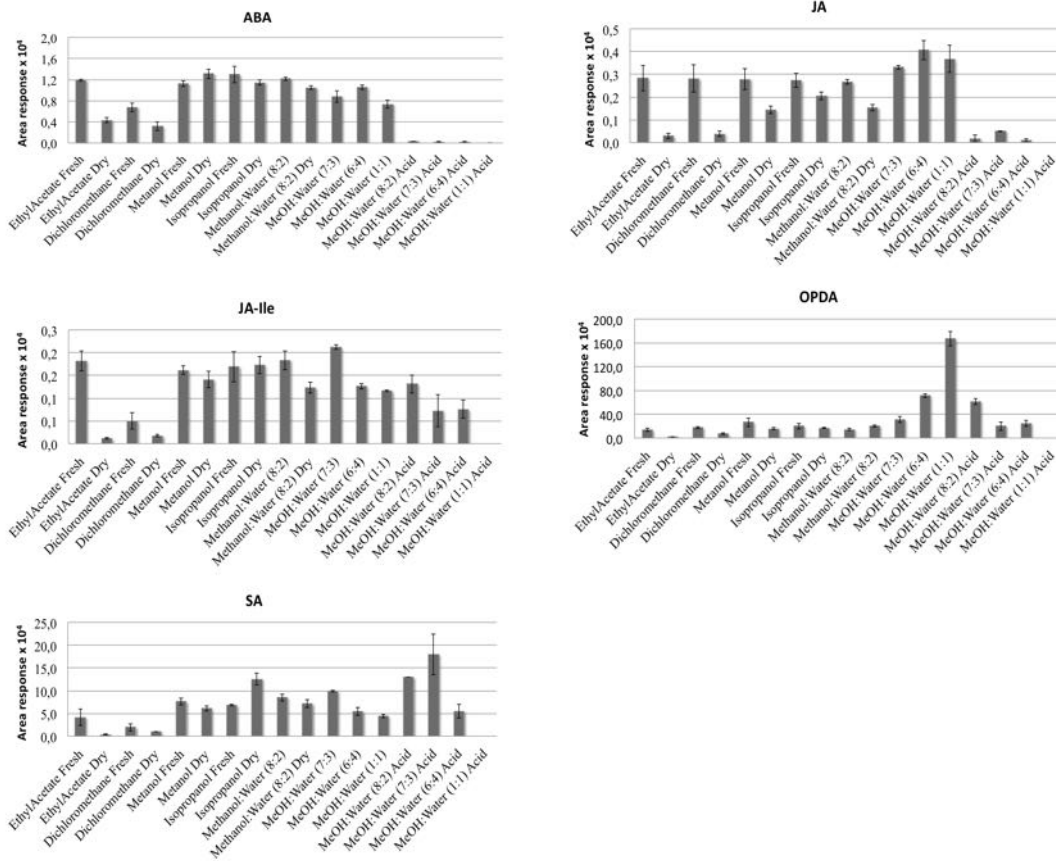 ABA
Area response x 10⁴
1,6
1,2
0,8
0,4
0,0
EthylAcetate Fresh
EthylAcetate Dry
Dichloromethane Fresh
Dichloromethane Dry
Metanol Fresh
Metanol Dry
Isopropanol Fresh
Isopropanol Dry
Methanol:Water (8:2)
Methanol:Water (8:2) Dry
MeOH:Water (7:3)
MeOH:Water (6:4)
MeOH:Water (1:1)
MeOH:Water (8:2) Acid
MeOH:Water (7:3) Acid
MeOH:Water (6:4) Acid
MeOH:Water (1:1) Acid
JA
Area response x 10⁴
0,5
0,4
0,3
0,2
0,1
0,0
EthylAcetate Fresh
EthylAcetate Dry
Dichloromethane Fresh
Dichloromethane Dry
Metanol Fresh
Metanol Dry
Isopropanol Fresh
Isopropanol Dry
Methanol:Water (8:2)
Methanol:Water (8:2) Dry
MeOH:Water (7:3)
MeOH:Water (6:4)
MeOH:Water (1:1)
MeOH:Water (8:2) Acid
MeOH:Water (7:3) Acid
MeOH:Water (6:4) Acid
MeOH:Water (1:1) Acid
JA-Ile
Area response x 10⁴
0,3
0,2
0,2
0,1
0,1
0,0
EthylAcetate Fresh
EthylAcetate Dry
Dichloromethane Fresh
Dichloromethane Dry
Metanol Fresh
Metanol Dry
Isopropanol Fresh
Isopropanol Dry
Methanol:Water (8:2)
Methanol:Water (8:2) Dry
MeOH:Water (7:3)
MeOH:Water (6:4)
MeOH:Water (1:1)
MeOH:Water (8:2) Acid
MeOH:Water (7:3) Acid
MeOH:Water (6:4) Acid
MeOH:Water (1:1) Acid
OPDA
Area response x 10⁴
200,0
160,0
120,0
80,0
40,0
0,0
EthylAcetate Fresh
EthylAcetate Dry
Dichloromethane Fresh
Dichloromethane Dry
Metanol Fresh
Metanol Dry
Isopropanol Fresh
Isopropanol Dry
Methanol:Water (8:2)
Methanol:Water (8:2)
MeOH:Water (7:3)
MeOH:Water (6:4)
MeOH:Water (1:1)
MeOH:Water (8:2) Acid
MeOH:Water (7:3) Acid
MeOH:Water (6:4) Acid
MeOH:Water (1:1) Acid
SA
Area response x 10⁴
25,0
20,0
15,0
10,0
5,0
0,0
EthylAcetate Fresh
EthylAcetate Dry
Dichloromethane Fresh
Dichloromethane Dry
Metanol Fresh
Metanol Dry
Isopropanol Fresh
Isopropanol Dry
Methanol:Water (8:2)
Methanol:Water (8:2) Dry
MeOH:Water (7:3)
MeOH:Water (6:4)
MeOH:Water (1:1)
MeOH:Water (8:2) Acid
MeOH:Water (7:3) Acid
MeOH:Water (6:4) Acid
MeOH:Water (1:1) Acid